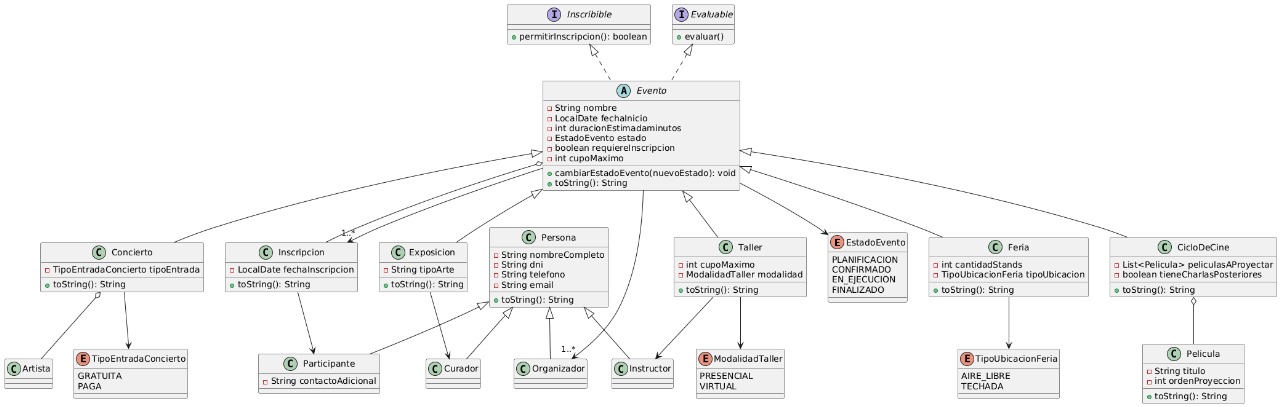 I Inscribible
permitirInscripcion(): boolean
I Evaluable
evaluar()
A Evento
String nombre
LocalDate fechaInicio
int duracionEstimadaminutos
EstadoEvento estado
boolean requiereInscripcion
int cupoMaximo
cambiarEstadoEvento(nuevoEstado): void
toString(): String
1..*
C Concierto
TipoEntradaConcierto tipoEntrada
toString(): String
C Inscripcion
LocalDate fechaInscripcion
toString(): String
C Exposicion
String tipoArte
toString(): String
C Persona
String nombreCompleto
String dni
String telefono
String email
toString(): String
C Taller
int cupoMaximo
ModalidadTaller modalidad
toString(): String
E EstadoEvento
PLANIFICACION
CONFIRMADO
EN_EJECUCION
FINALIZADO
C Feria
int cantidadStands
TipoUbicacionFeria tipoUbicacion
toString(): String
C CicloDeCine
List<Pelicula> peliculasAProyectar
boolean tieneCharlasPosteriores
toString(): String
1..*
C Artista
E TipoEntradaConcierto
GRATUITA
PAGA
C Participante
String contactoAdicional
C Curador
C Organizador
C Instructor
E ModalidadTaller
PRESENCIAL
VIRTUAL
E TipoUbicacionFeria
AIRE_LIBRE
TECHADA
C Pelicula
String titulo
int ordenProyeccion
toString(): String